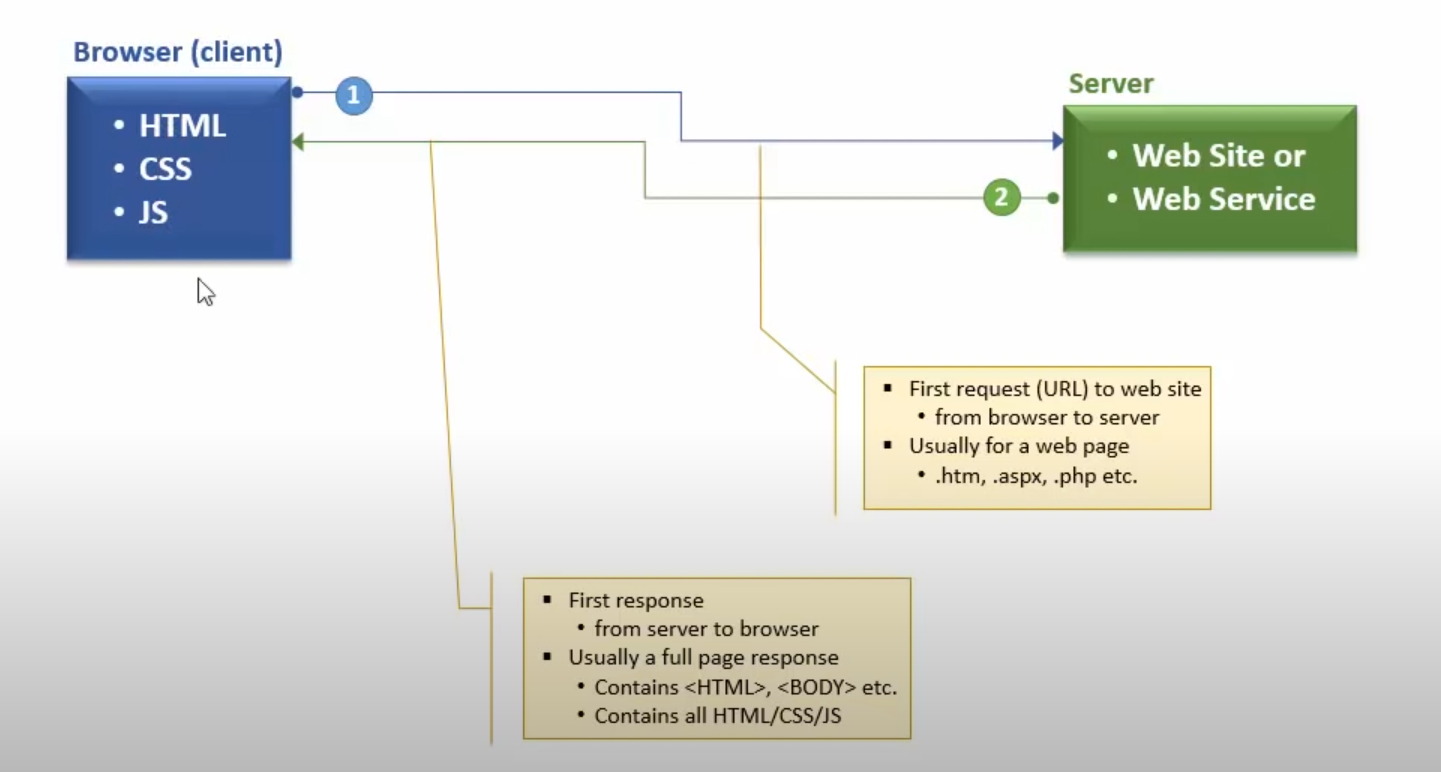 Browser (client)
• HTML
• CSS
• JS
1
Server
• Web Site or
• Web Service
2
▪ First request (URL) to web site
• from browser to server
▪ Usually for a web page
• .htm, .aspx, .php etc.
▪ First response
• from server to browser
▪ Usually a full page response
• Contains <HTML>, <BODY> etc.
• Contains all HTML/CSS/JS